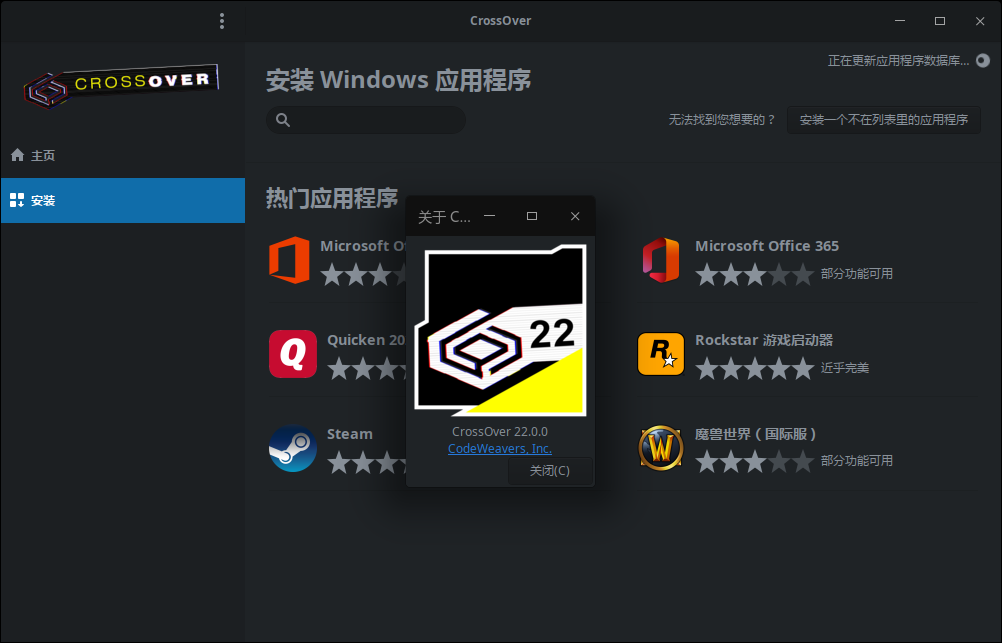 CrossOver
CROSSOVER
主页
安装
正在更新应用程序数据库...
安装 Windows 应用程序
无法找到您想要的？
安装一个不在列表里的应用程序
热门应用程序
Microsoft
Microsoft Office 365
部分功能可用
Quicken 20
Rockstar 游戏启动器
近乎完美
Steam
魔兽世界（国际服）
部分功能可用
关于 C...
22
CrossOver 22.0.0
CodeWeavers, Inc.
关闭(C)